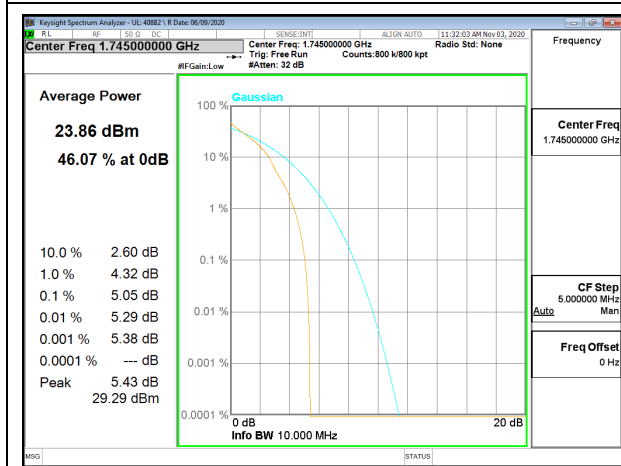 Keysight Spectrum Analyzer - UL: 40882 \ R Date: 06/09/2020
LXI RL RF 50 Ω DC SENSE:INT ALIGN AUTO 11:32:03 AM Nov 03, 2020
Center Freq 1.745000000 GHz
Center Freq: 1.745000000 GHz Radio Std: None
Trig: Free Run Counts:800 k/800 kpt
#IFGain:Low #Atten: 32 dB
Frequency
Average Power
23.86 dBm
46.07 % at 0dB
10.0 % 2.60 dB
1.0 % 4.32 dB
0.1 % 5.05 dB
0.01 % 5.29 dB
0.001 % 5.38 dB
0.0001 % --- dB
Peak 5.43 dB
29.29 dBm
Gaussian
100 %
10 %
1 %
0.1 %
0.01 %
0.001 %
0.0001 %
0 dB 20 dB
Info BW 10.000 MHz
Center Freq
1.745000000 GHz
CF Step
5.000000 MHz
Auto Man
Freq Offset
0 Hz
MSG STATUS